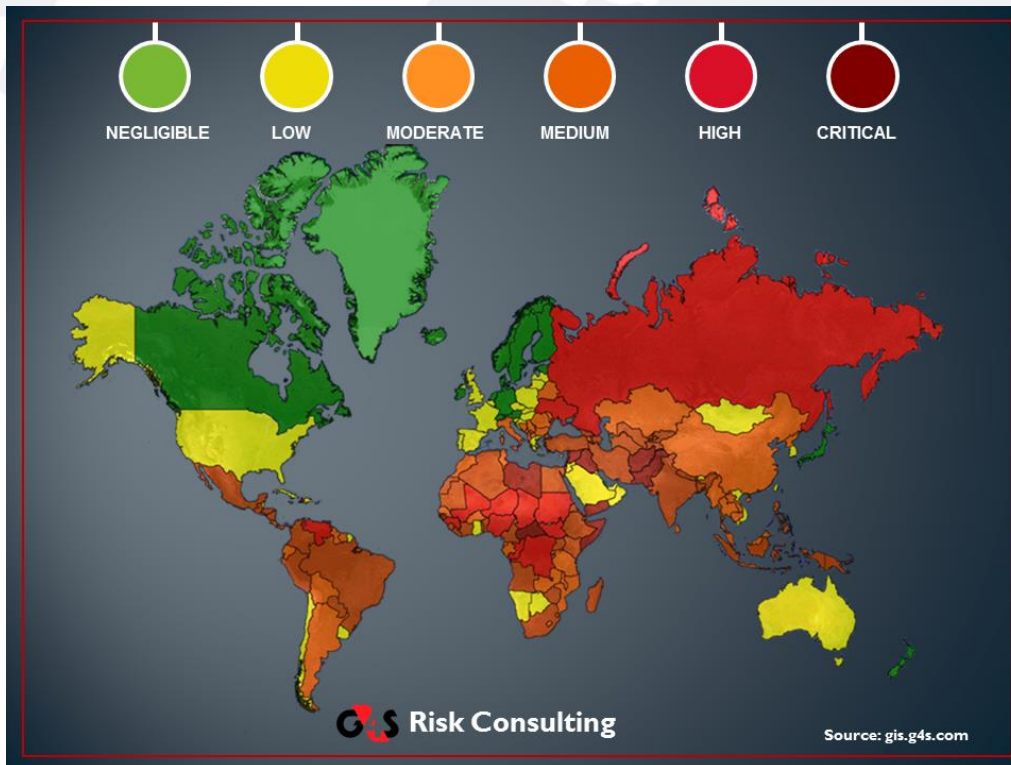 NEGLIGIBLE LOW MODERATE MEDIUM HIGH CRITICAL
G4S Risk Consulting
Source: gis.g4s.com